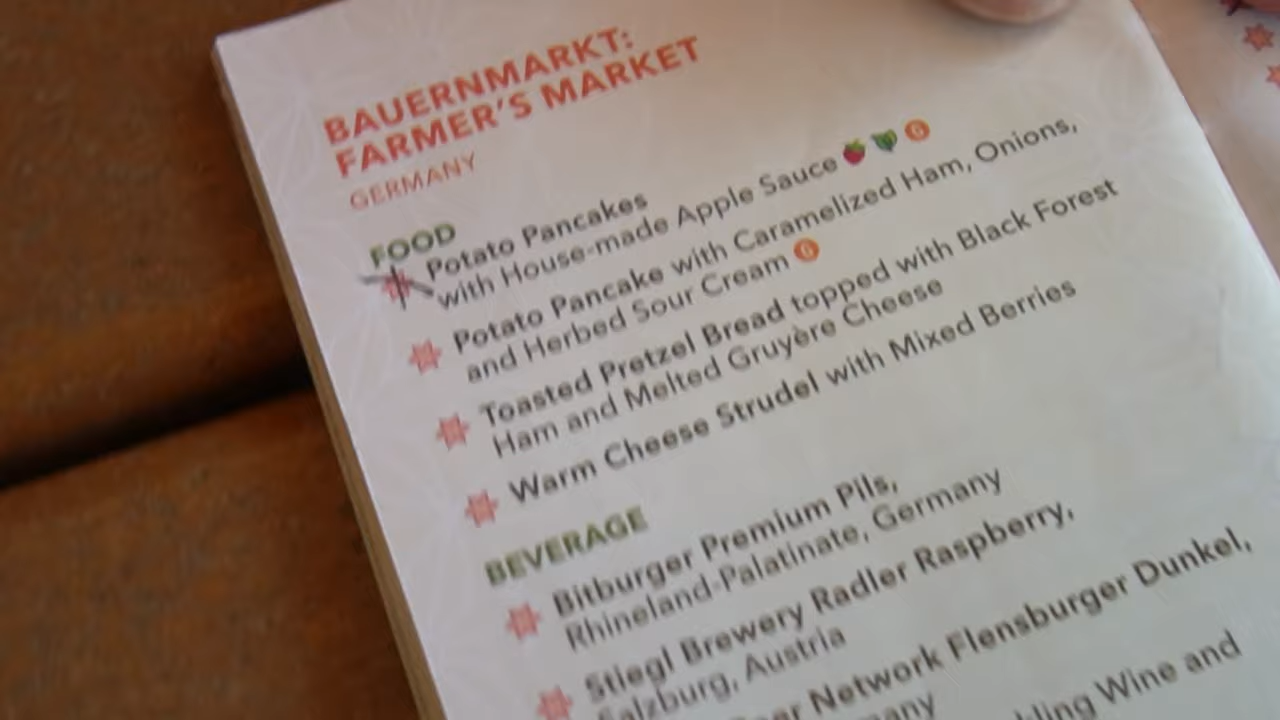 BAUERNMARKT:
FARMER'S MARKET
GERMANY
FOOD
Potato Pancakes
with House-made Apple Sauce
Potato Pancake with Caramelized Ham, Onions,
and Herbed Sour Cream
Toasted Pretzel Bread topped with Black Forest
Ham and Melted Gruyère Cheese
Warm Cheese Strudel with Mixed Berries
BEVERAGE
Bitburger Premium Pils,
Rhineland-Palatinate, Germany
Stiegl Brewery Radler Raspberry,
Salzburg, Austria
Network Flensburger Dunkel,
Wine and